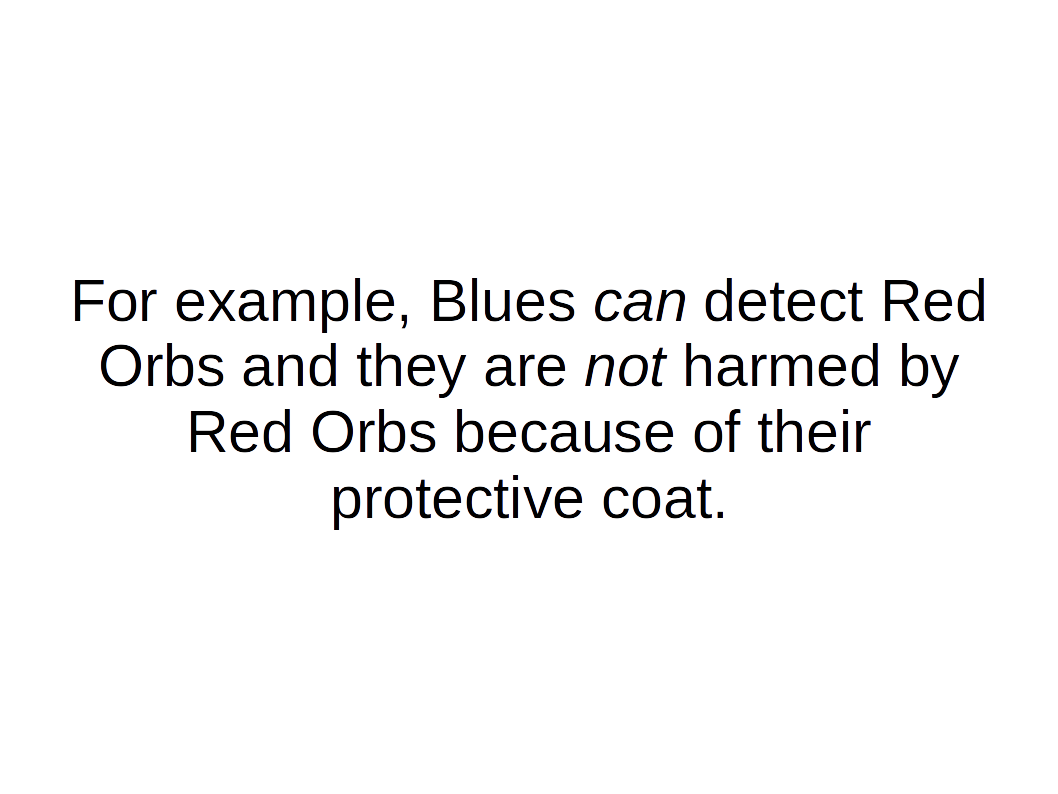 For example, Blues can detect Red
Orbs and they are not harmed by
Red Orbs because of their
protective coat.